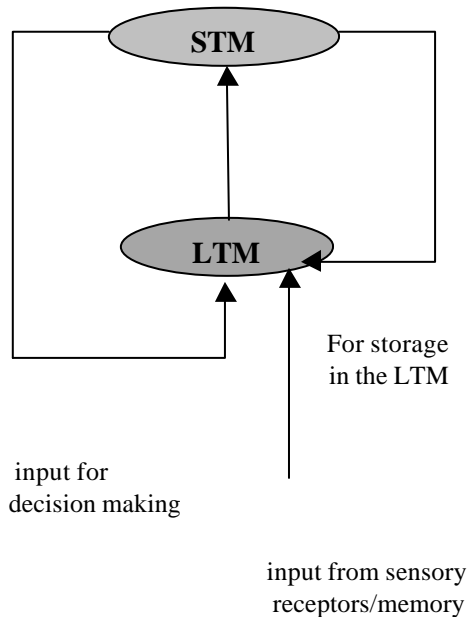 STM
LTM
For storage
in the LTM
input for
decision making
input from sensory
receptors/memory